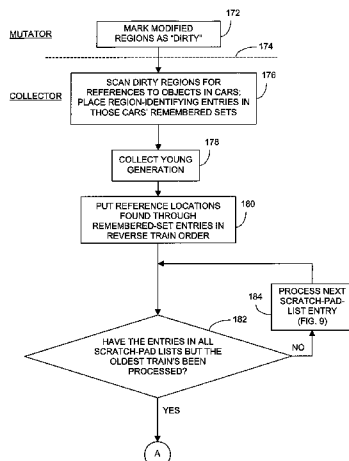 172
MUTATOR
MARK MODIFIED
REGIONS AS "DIRTY"
174
176
COLLECTOR
SCAN DIRTY REGIONS FOR
REFERENCES TO OBJECTS IN CARS;
PLACE REGION-IDENTIFYING ENTRIES IN
THOSE CARS' REMEMBERED SETS
178
COLLECT YOUNG
GENERATION
180
PUT REFERENCE LOCATIONS
FOUND THROUGH
REMEMBERED-SET ENTRIES IN
REVERSE TRAIN ORDER
184
PROCESS NEXT
SCRATCH-PAD-
LIST ENTRY
(FIG. 9)
182
HAVE THE ENTRIES IN ALL
SCRATCH-PAD LISTS BUT THE
OLDEST TRAIN'S BEEN
PROCESSED?
NO
YES
A